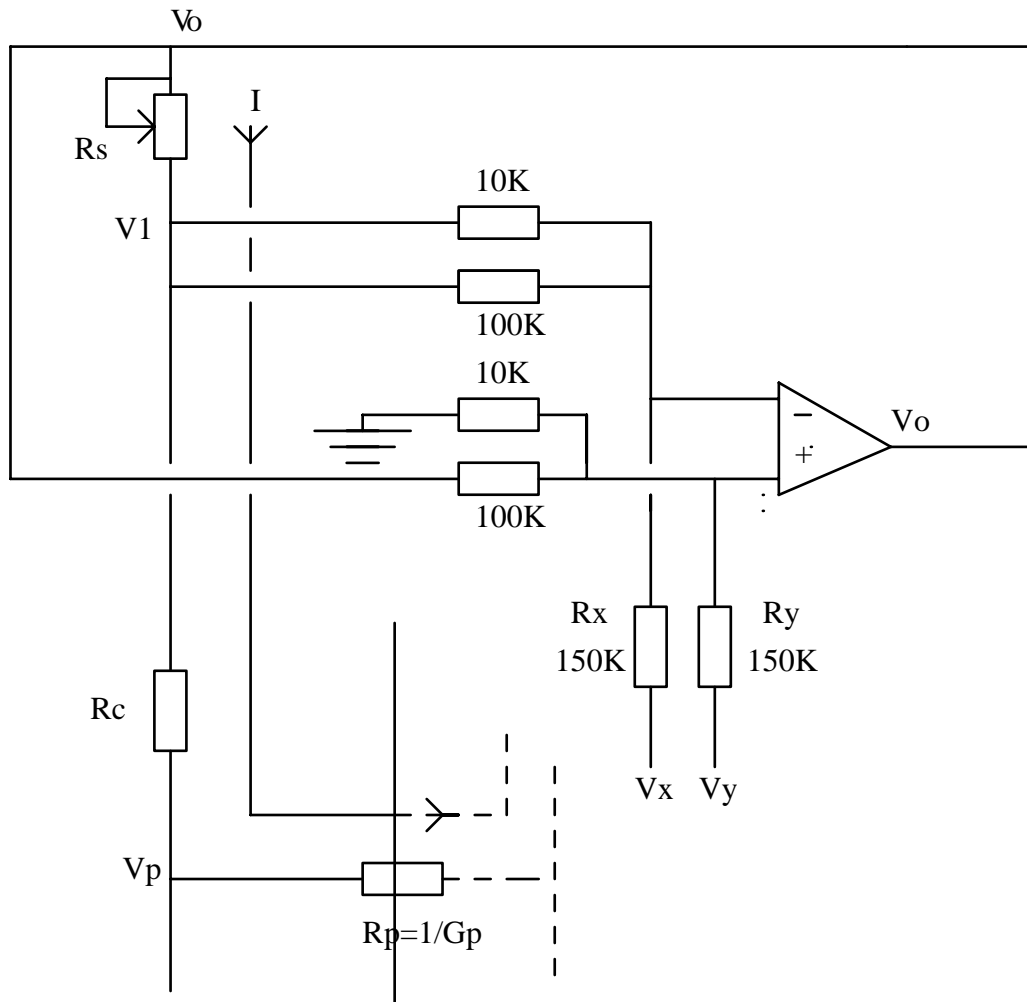 Vo
I
Rs
10K
V1
100K
10K
Vo
−
+
100K
Rx
Ry
150K
150K
Rc
Vx
Vy
Vp
Rp=1/Gp